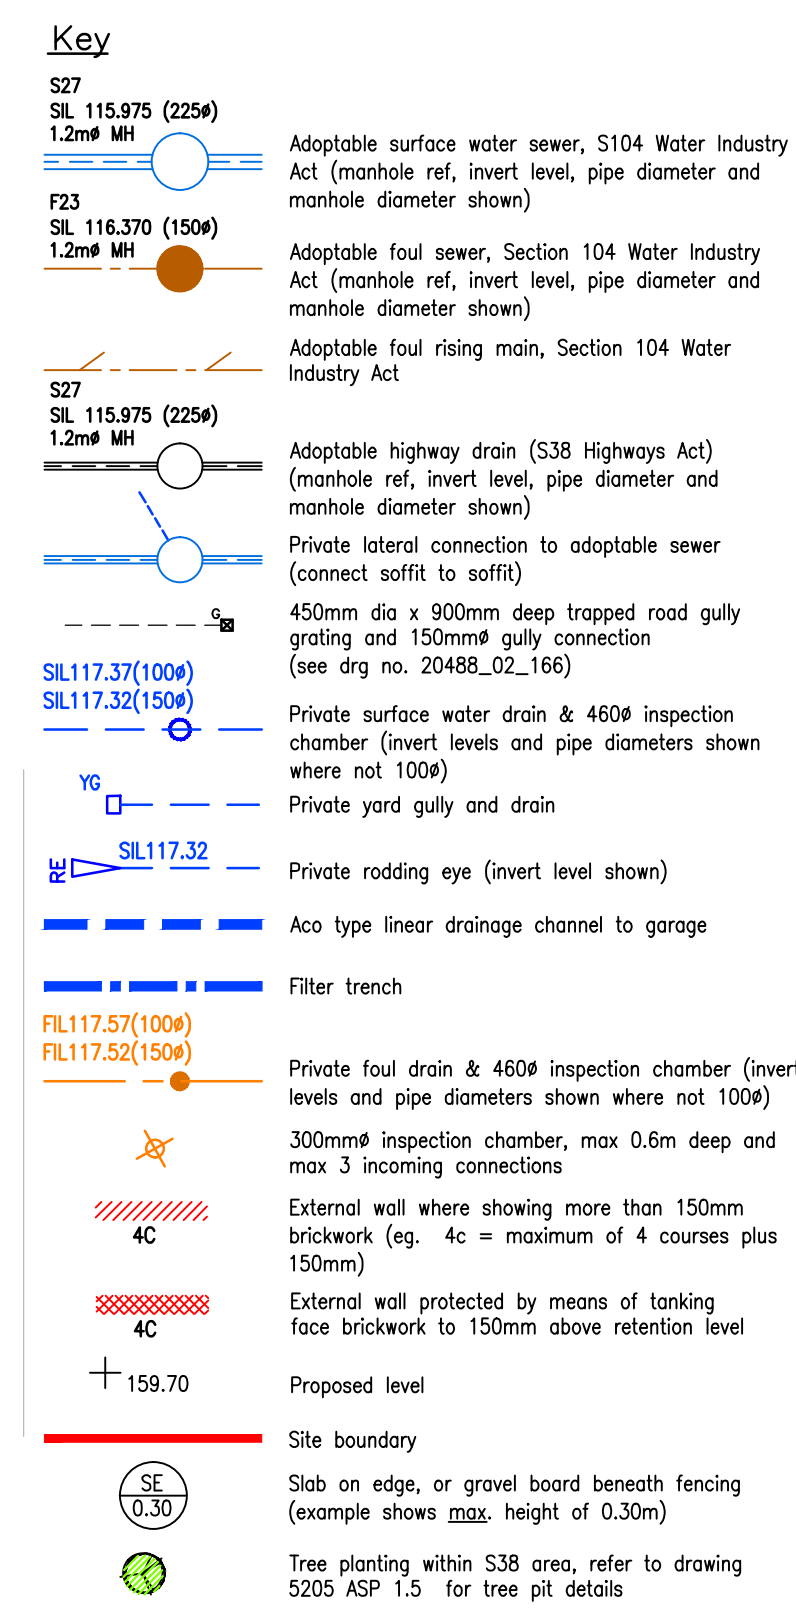 Key
S27
SIL 115.975 (225ø)
1.2mø MH
Adoptable surface water sewer, S104 Water Industry
Act (manhole ref, invert level, pipe diameter and
manhole diameter shown)
F23
SIL 116.370 (150ø)
1.2mø MH
Adoptable foul sewer, Section 104 Water Industry
Act (manhole ref, invert level, pipe diameter and
manhole diameter shown)
Adoptable foul rising main, Section 104 Water
Industry Act
S27
SIL 115.975 (225ø)
1.2mø MH
Adoptable highway drain (S38 Highways Act)
(manhole ref, invert level, pipe diameter and
manhole diameter shown)
Private lateral connection to adoptable sewer
(connect soffit to soffit)
G
450mm dia x 900mm deep trapped road gully
grating and 150mmø gully connection
(see drg no. 20488_02_166)
SIL117.37(100ø)
SIL117.32(150ø)
Private surface water drain & 460ø inspection
chamber (invert levels and pipe diameters shown
where not 100ø)
YG
Private yard gully and drain
RE
SIL117.32
Private rodding eye (invert level shown)
Aco type linear drainage channel to garage
Filter trench
FIL117.57(100ø)
FIL117.52(150ø)
Private foul drain & 460ø inspection chamber (invert
levels and pipe diameters shown where not 100ø)
300mmø inspection chamber, max 0.6m deep and
max 3 incoming connections
External wall where showing more than 150mm
brickwork (eg. 4c = maximum of 4 courses plus
150mm)
4C
External wall protected by means of tanking
face brickwork to 150mm above retention level
4C
159.70
Proposed level
Site boundary
SE
0.30
Slab on edge, or gravel board beneath fencing
(example shows max. height of 0.30m)
Tree planting within S38 area, refer to drawing
5205 ASP 1.5 for tree pit details